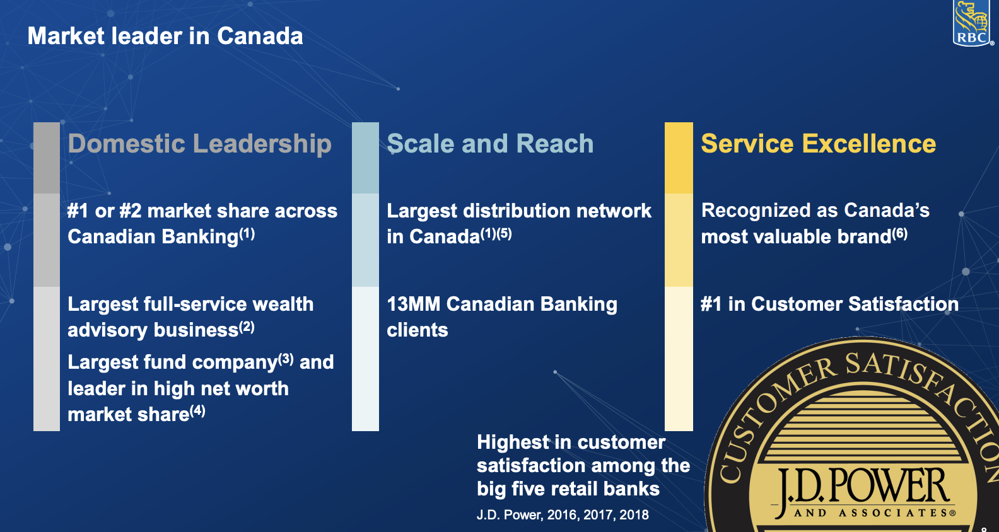 Market leader in Canada
RBC
®
Domestic Leadership
#1 or #2 market share across
Canadian Banking(1)
Largest full-service wealth
advisory business(2)
Largest fund company(3) and
leader in high net worth
market share(4)
Scale and Reach
Largest distribution network
in Canada(1)(5)
13MM Canadian Banking
clients
Service Excellence
Recognized as Canada’s
most valuable brand(6)
#1 in Customer Satisfaction
Highest in customer
satisfaction among the
big five retail banks
J.D. Power, 2016, 2017, 2018
CUSTOMER SATISFACTION
J.D. POWER
AND ASSOCIATES®
8